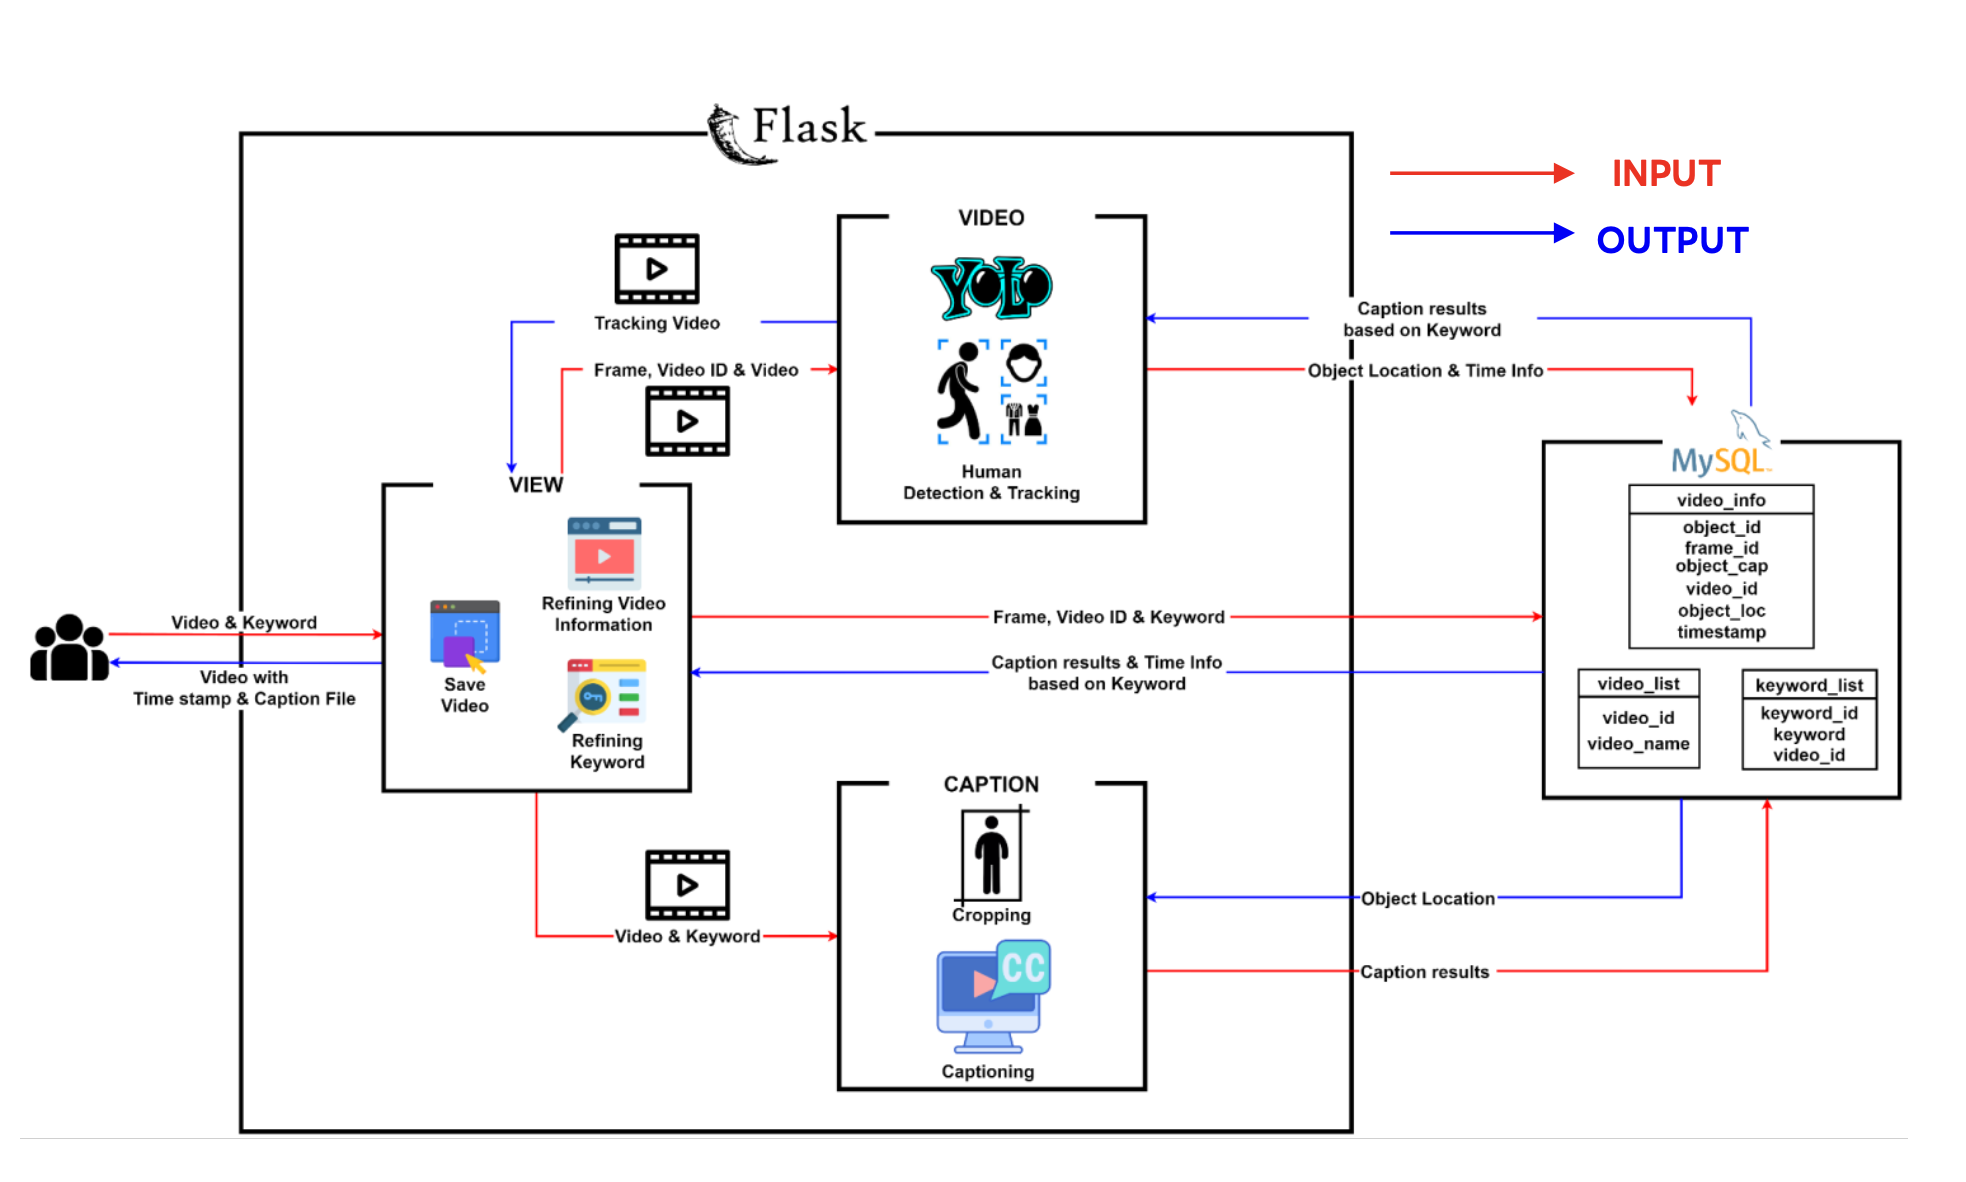 Flask
INPUT
OUTPUT
VIDEO
YOLO
Human
Detection & Tracking
Tracking Video
Frame, Video ID & Video
Caption results
based on Keyword
Object Location & Time Info
VIEW
Refining Video
Information
Save
Video
Refining
Keyword
Video & Keyword
Video with
Time stamp & Caption File
Frame, Video ID & Keyword
Caption results & Time Info
based on Keyword
MySQL
video_info
object_id
frame_id
object_cap
video_id
object_loc
timestamp
video_list
video_id
video_name
keyword_list
keyword_id
keyword
video_id
CAPTION
Cropping
CC
Captioning
Video & Keyword
Object Location
Caption results